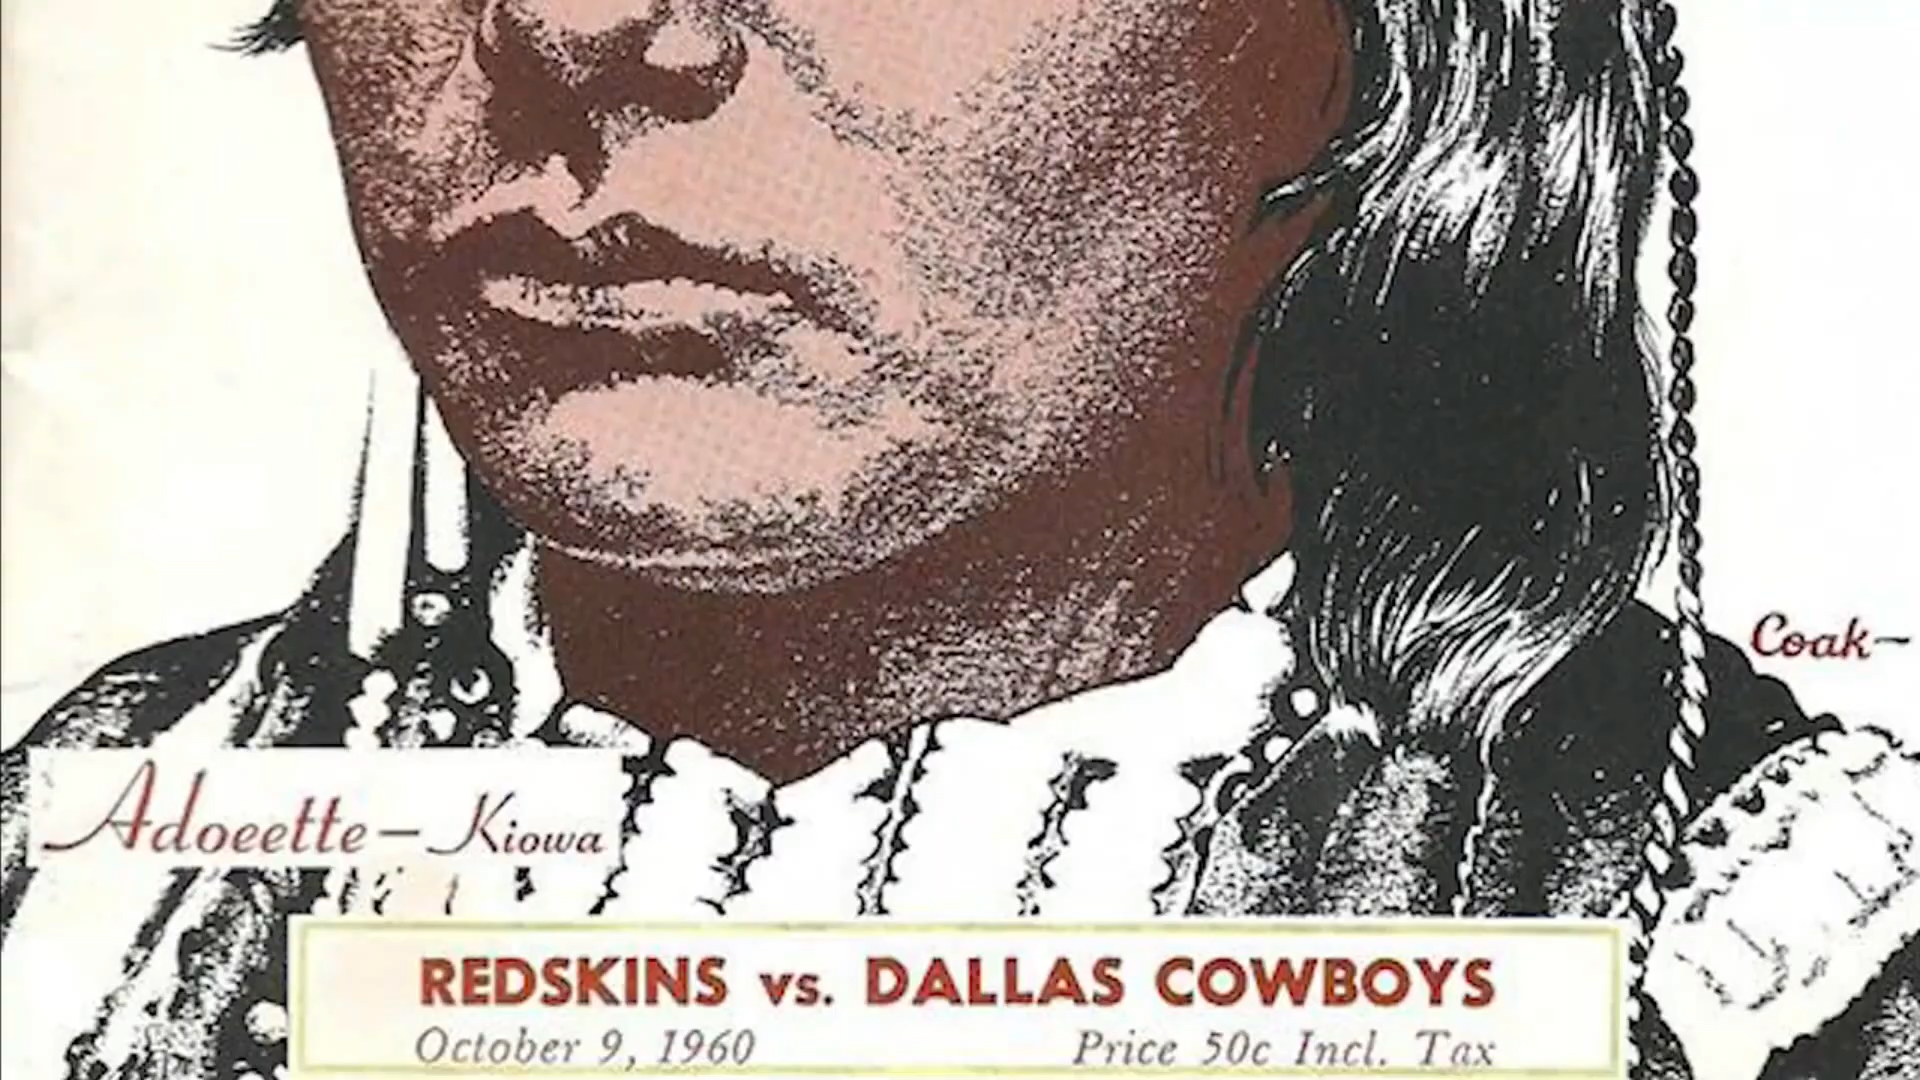 Coak-
Adoeette - Kiowa
REDSKINS vs. DALLAS COWBOYS
October 9, 1960 Price 50c Incl. Tax